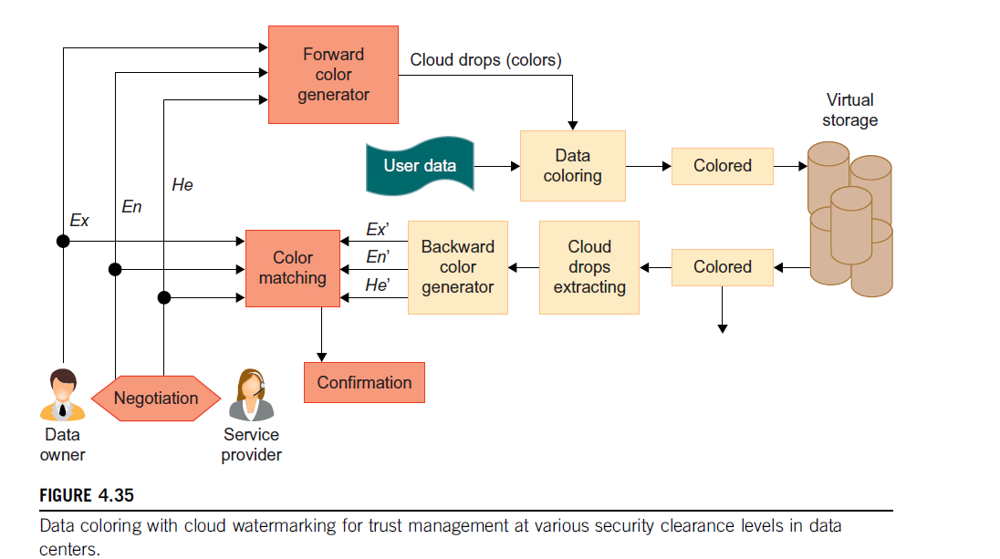 Forward
color
generator
Cloud drops (colors)
Virtual
storage
User data
Data
coloring
Colored
He
En
Ex
Color
matching
Ex’
En’
He’
Backward
color
generator
Cloud
drops
extracting
Colored
Confirmation
Negotiation
Data
owner
Service
provider
FIGURE 4.35
Data coloring with cloud watermarking for trust management at various security clearance levels in data
centers.